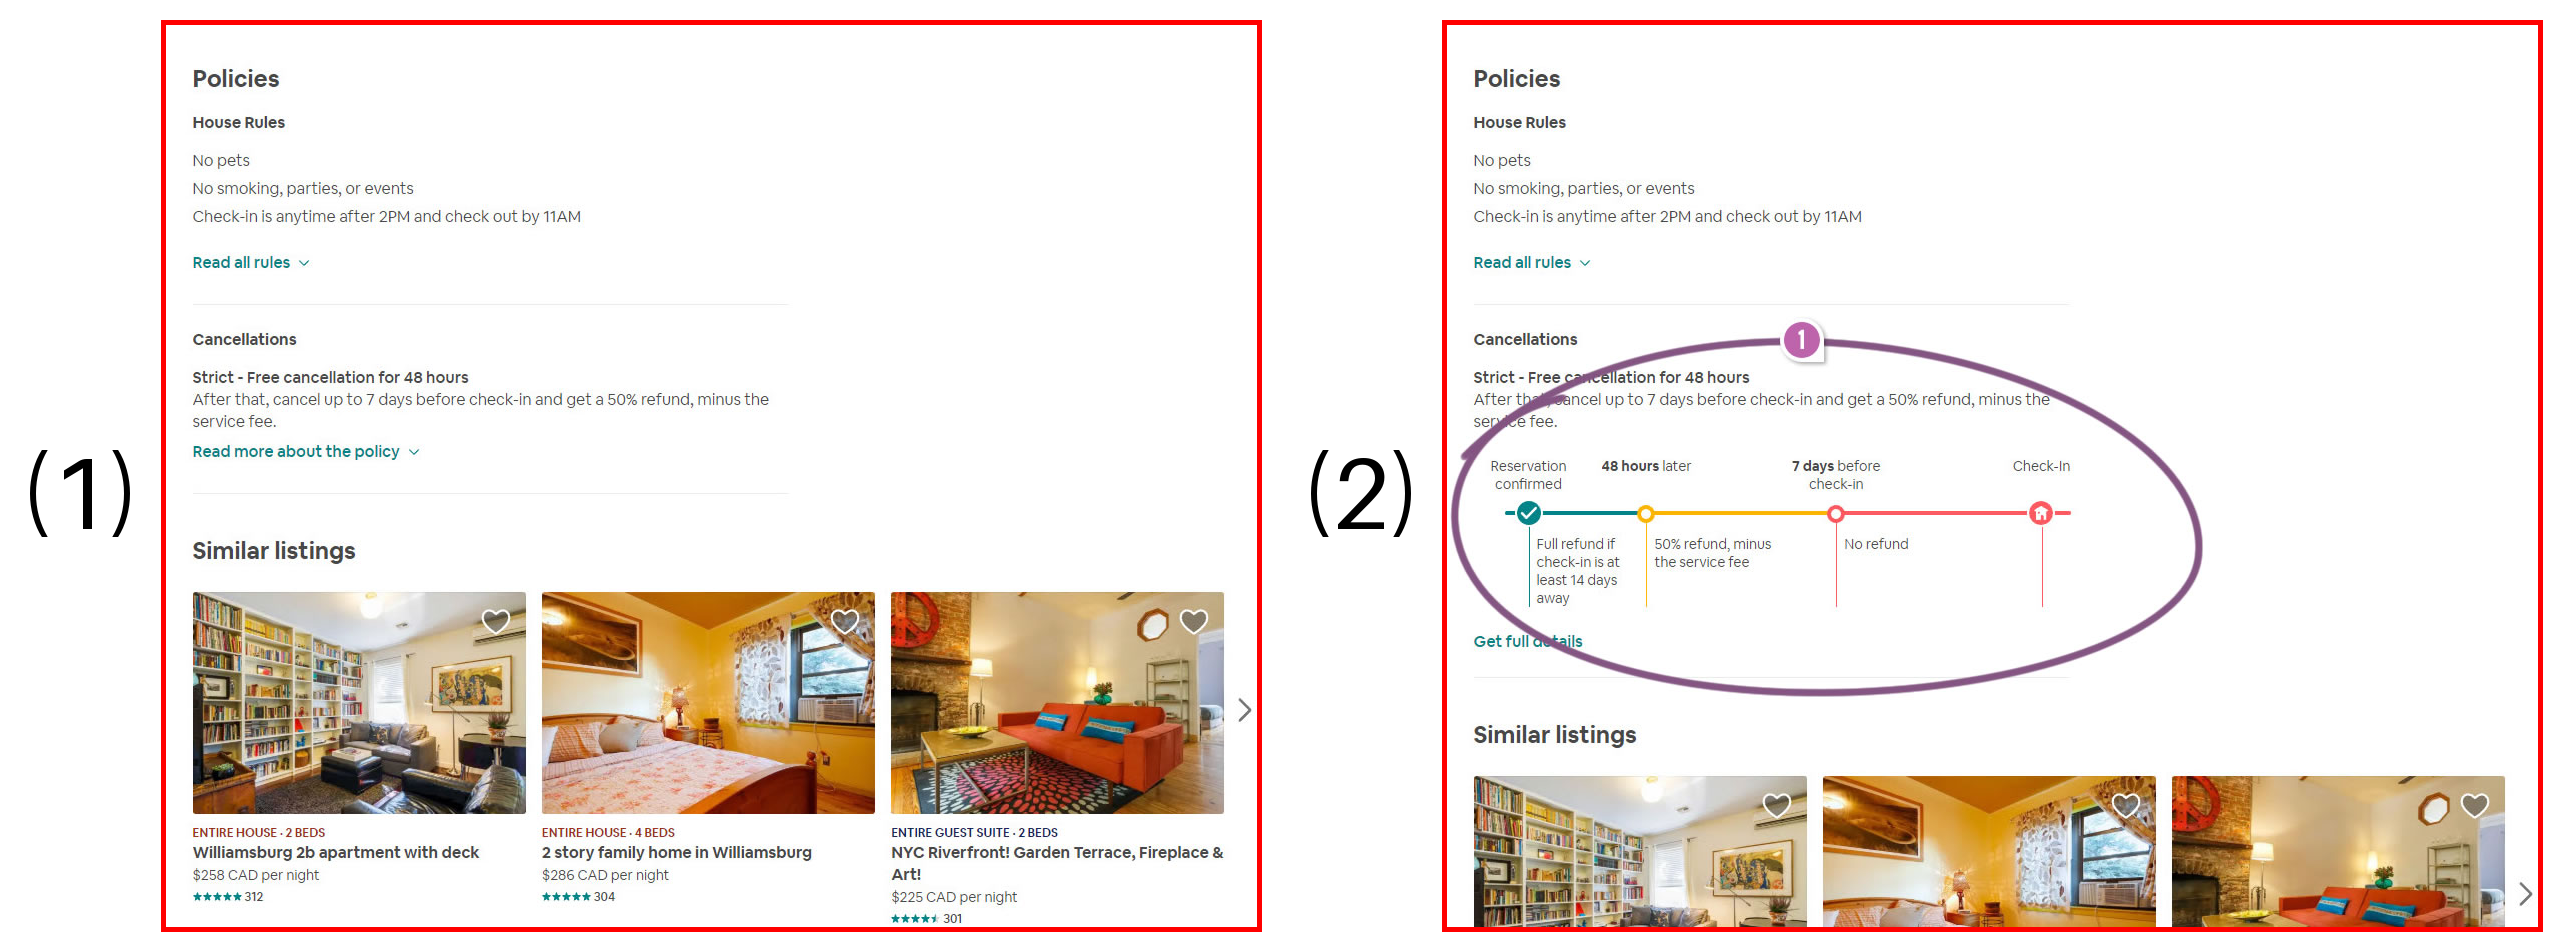 (1)
Policies
House Rules
No pets
No smoking, parties, or events
Check-in is anytime after 2PM and check out by 11AM
Read all rules
Cancellations
Strict - Free cancellation for 48 hours
After that, cancel up to 7 days before check-in and get a 50% refund, minus the
service fee.
Read more about the policy
Similar listings
ENTIRE HOUSE · 2 BEDS
Williamsburg 2b apartment with deck
$258 CAD per night
312
ENTIRE HOUSE · 4 BEDS
2 story family home in Williamsburg
$286 CAD per night
304
ENTIRE GUEST SUITE · 2 BEDS
NYC Riverfront! Garden Terrace, Fireplace &
Art!
$225 CAD per night
301
(2)
Policies
House Rules
No pets
No smoking, parties, or events
Check-in is anytime after 2PM and check out by 11AM
Read all rules
Cancellations
1
Strict - Free cancellation for 48 hours
After that, cancel up to 7 days before check-in and get a 50% refund, minus the
service fee.
Reservation
confirmed
48 hours later
7 days before
check-in
Check-In
Full refund if
check-in is at
least 14 days
away
50% refund, minus
the service fee
No refund
Get full details
Similar listings